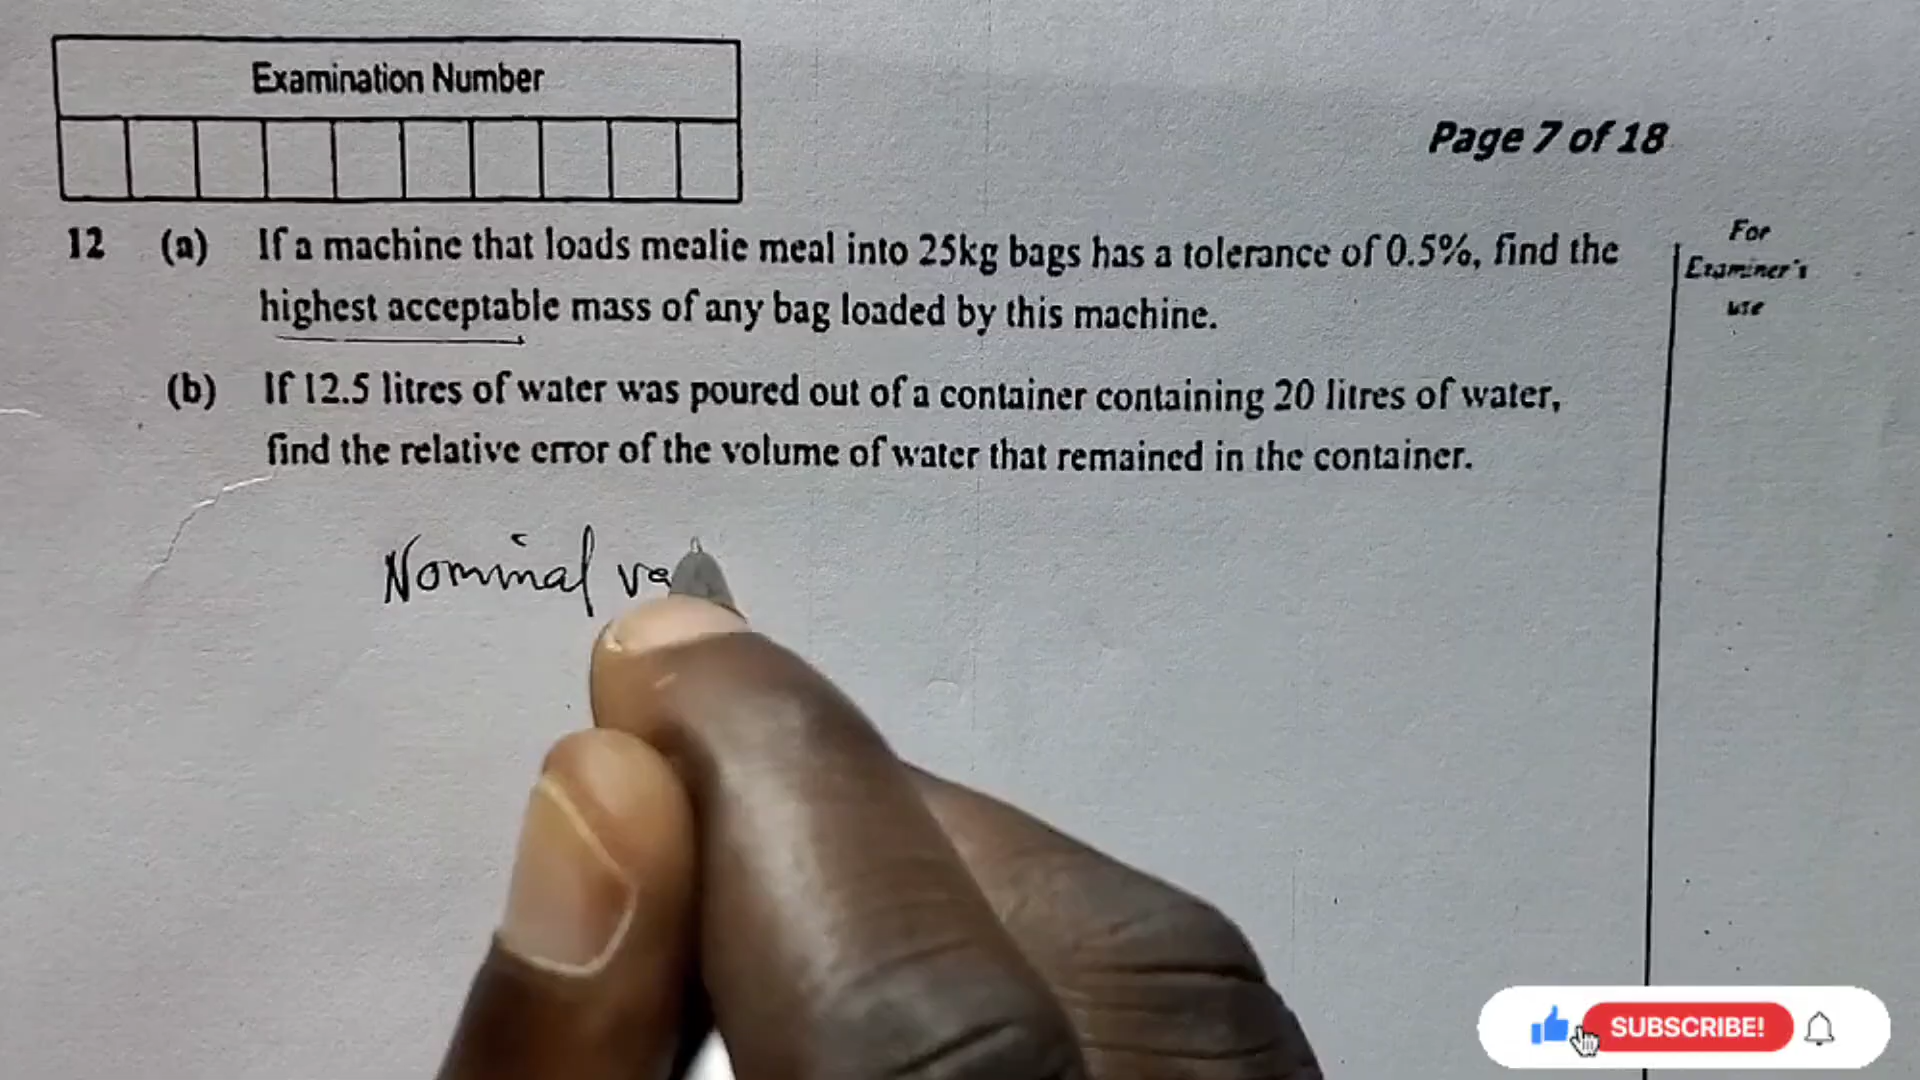 Examination Number
Page 7 of 18
For
Examiner's
use
12 (a) If a machine that loads mealie meal into 25kg bags has a tolerance of 0.5%, find the
highest acceptable mass of any bag loaded by this machine.
(b) If 12.5 litres of water was poured out of a container containing 20 litres of water,
find the relative error of the volume of water that remained in the container.
Nominal va
SUBSCRIBE!